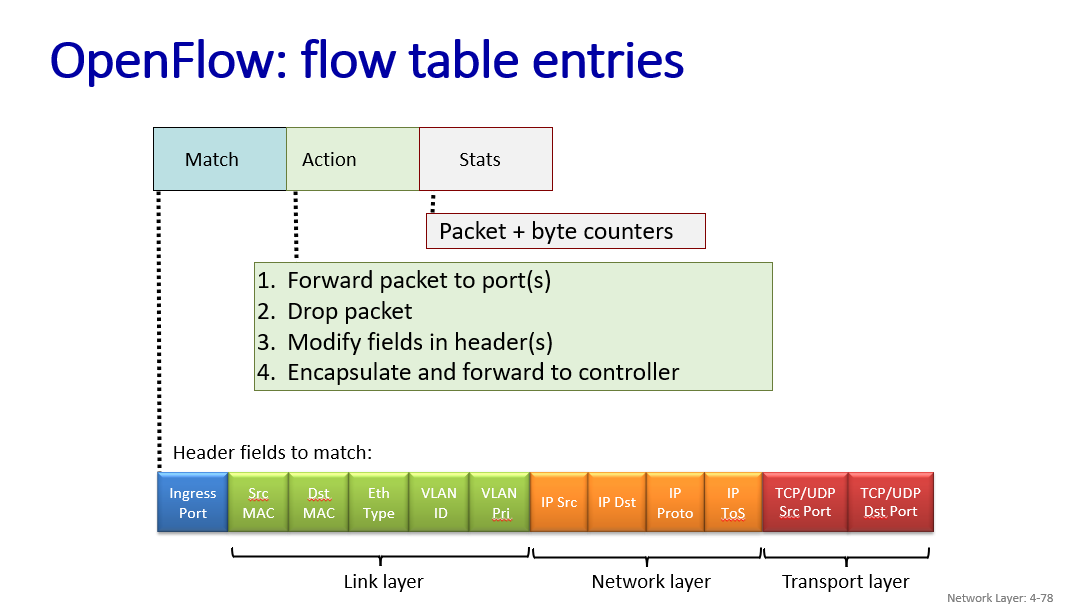 OpenFlow: flow table entries
Match Action Stats
Packet + byte counters
1. Forward packet to port(s)
2. Drop packet
3. Modify fields in header(s)
4. Encapsulate and forward to controller
Header fields to match:
Ingress Port
Src MAC
Dst MAC
Eth Type
VLAN ID
VLAN Pri
IP Src
IP Dst
IP Proto
IP ToS
TCP/UDP Src Port
TCP/UDP Dst Port
Link layer
Network layer
Transport layer
Network Layer: 4-78